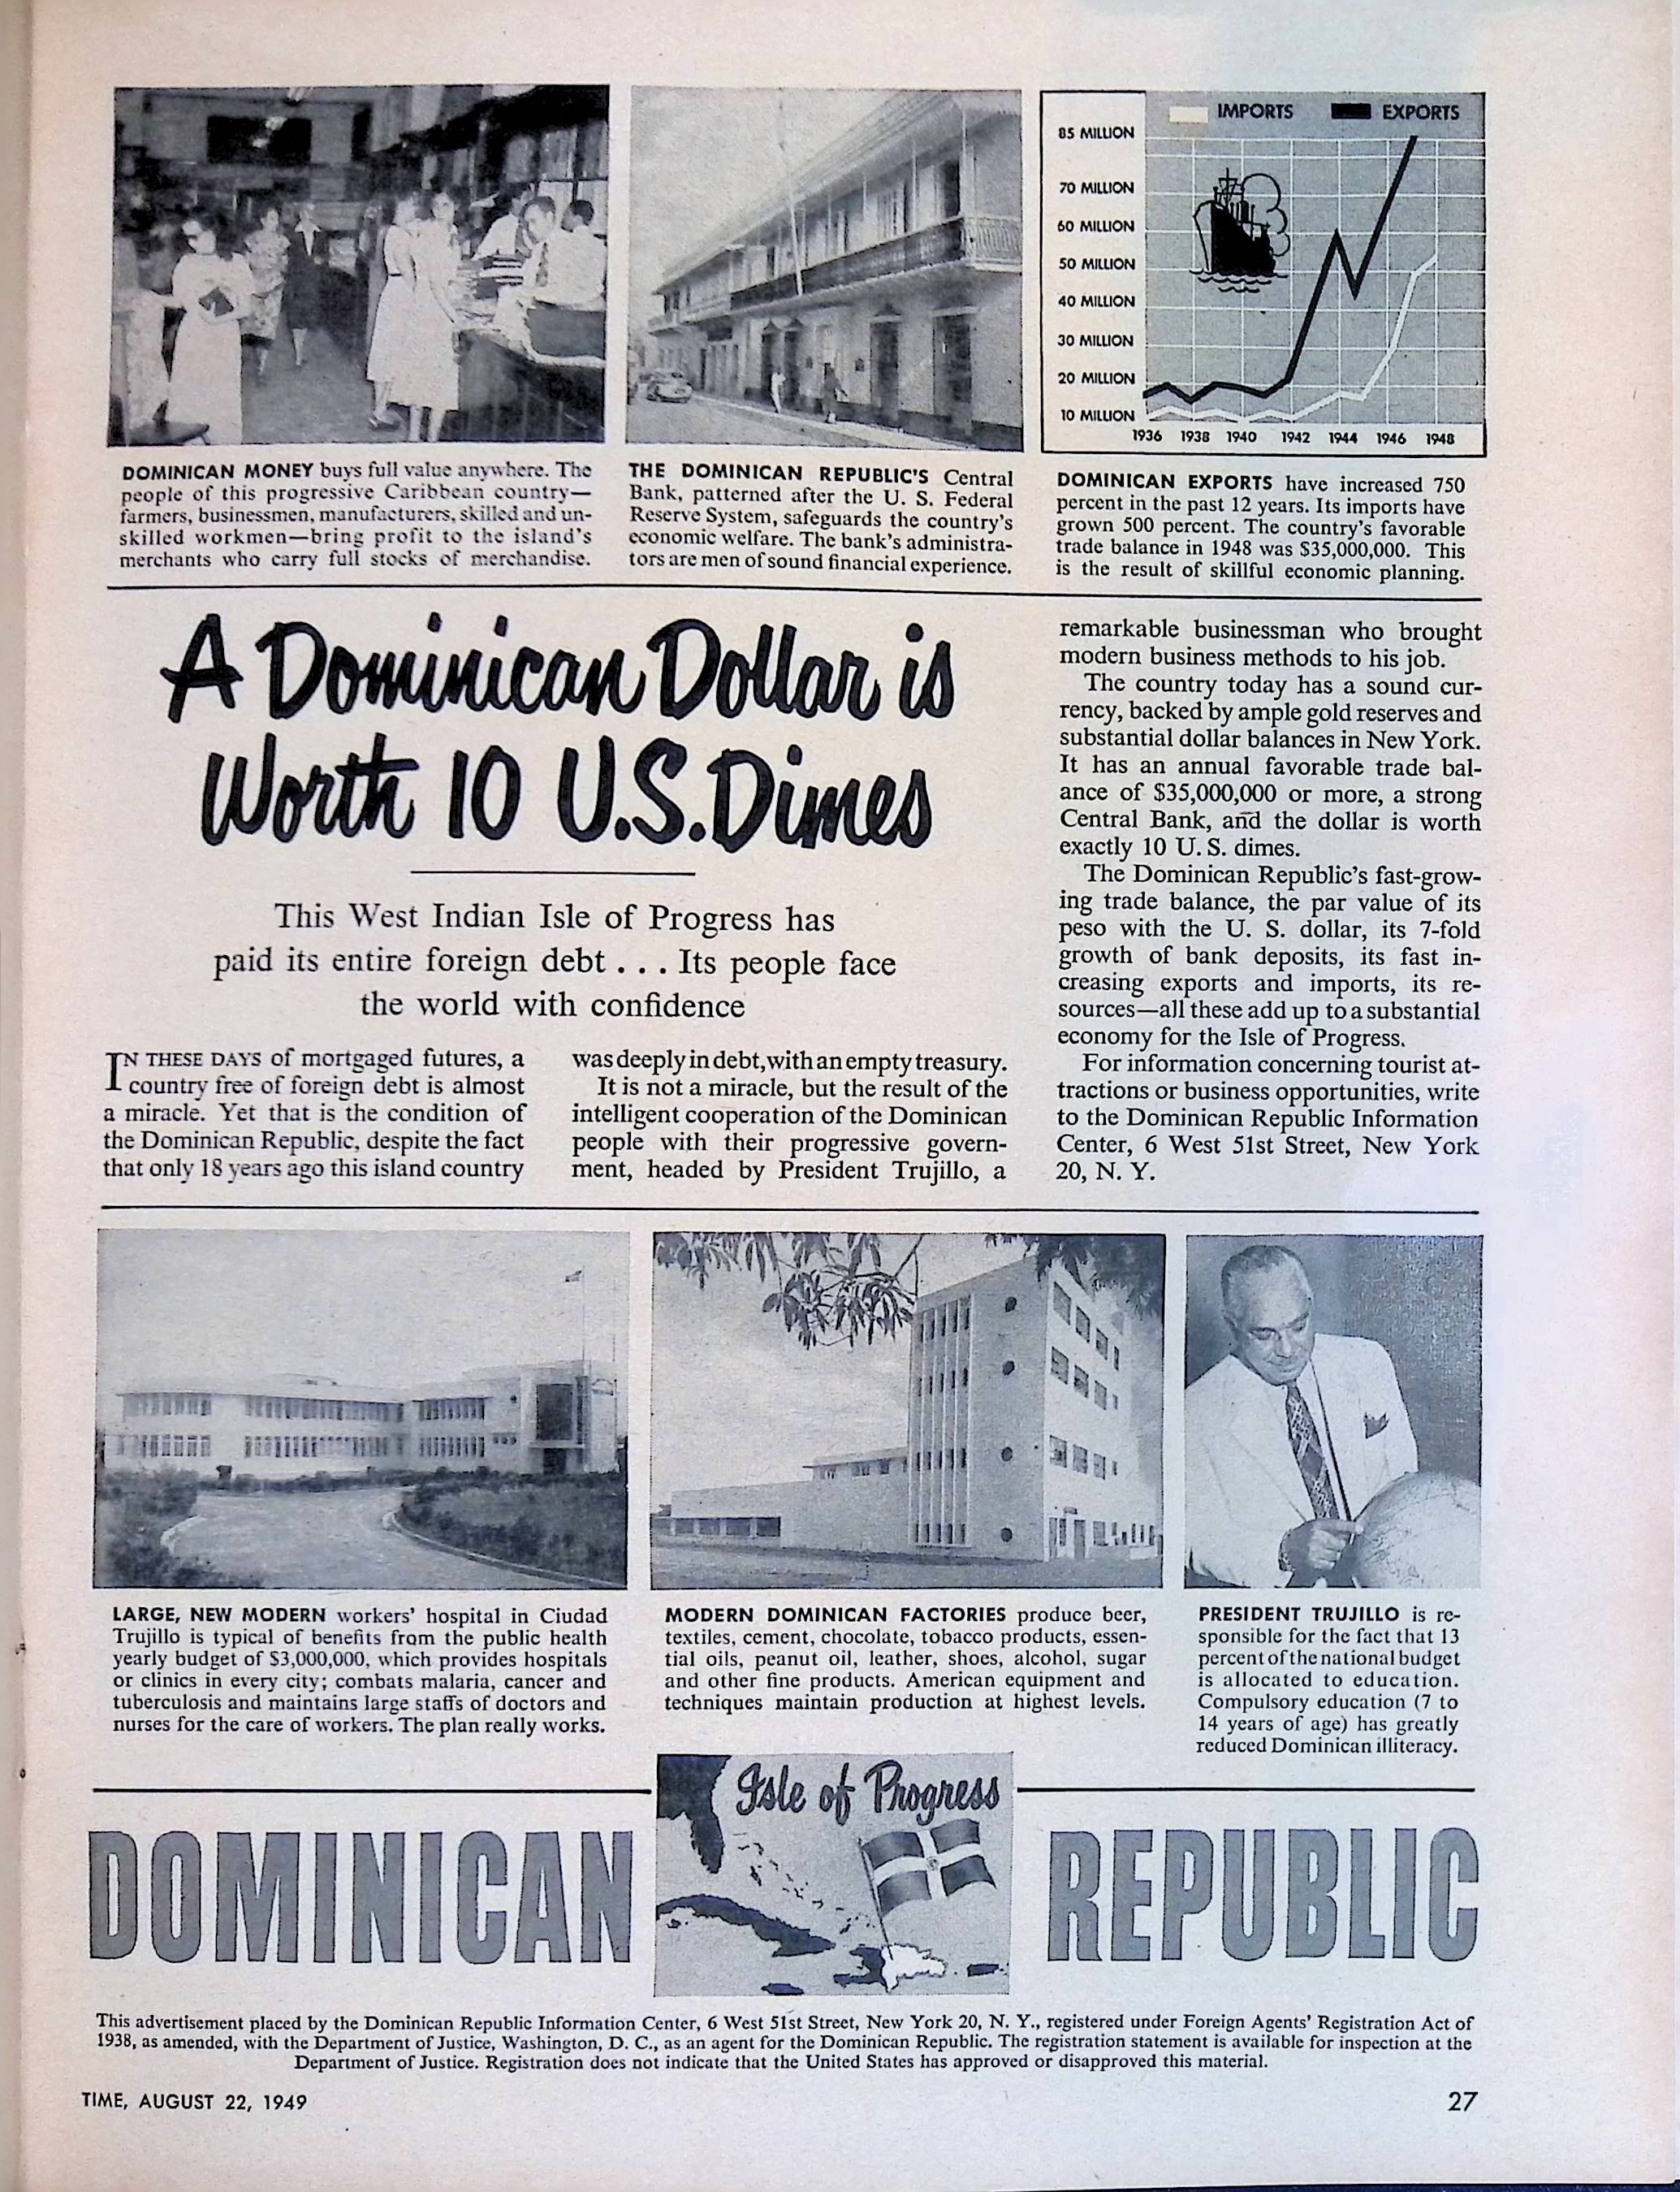 IMPORTS EXPORTS
85 MILLION
70 MILLION
60 MILLION
50 MILLION
40 MILLION
30 MILLION
20 MILLION
10 MILLION
1936 1938 1940 1942 1944 1946 1948
DOMINICAN MONEY buys full value anywhere. The
people of this progressive Caribbean country—
farmers, businessmen, manufacturers, skilled and un-
skilled workmen—bring profit to the island's
merchants who carry full stocks of merchandise.
THE DOMINICAN REPUBLIC'S Central
Bank, patterned after the U. S. Federal
Reserve System, safeguards the country's
economic welfare. The bank's administra-
tors are men of sound financial experience.
DOMINICAN EXPORTS have increased 750
percent in the past 12 years. Its imports have
grown 500 percent. The country's favorable
trade balance in 1948 was $35,000,000. This
is the result of skillful economic planning.
A Dominican Dollar is
Worth 10 U.S. Dimes
This West Indian Isle of Progress has
paid its entire foreign debt . . . Its people face
the world with confidence
IN THESE DAYS of mortgaged futures, a
country free of foreign debt is almost
a miracle. Yet that is the condition of
the Dominican Republic, despite the fact
that only 18 years ago this island country
was deeply in debt, with an empty treasury.
It is not a miracle, but the result of the
intelligent cooperation of the Dominican
people with their progressive govern-
ment, headed by President Trujillo, a
remarkable businessman who brought
modern business methods to his job.
The country today has a sound cur-
rency, backed by ample gold reserves and
substantial dollar balances in New York.
It has an annual favorable trade bal-
ance of $35,000,000 or more, a strong
Central Bank, and the dollar is worth
exactly 10 U. S. dimes.
The Dominican Republic's fast-grow-
ing trade balance, the par value of its
peso with the U. S. dollar, its 7-fold
growth of bank deposits, its fast in-
creasing exports and imports, its re-
sources—all these add up to a substantial
economy for the Isle of Progress.
For information concerning tourist at-
tractions or business opportunities, write
to the Dominican Republic Information
Center, 6 West 51st Street, New York
20, N. Y.
LARGE, NEW MODERN workers' hospital in Ciudad
Trujillo is typical of benefits from the public health
yearly budget of $3,000,000, which provides hospitals
or clinics in every city; combats malaria, cancer and
tuberculosis and maintains large staffs of doctors and
nurses for the care of workers. The plan really works.
MODERN DOMINICAN FACTORIES produce beer,
textiles, cement, chocolate, tobacco products, essen-
tial oils, peanut oil, leather, shoes, alcohol, sugar
and other fine products. American equipment and
techniques maintain production at highest levels.
PRESIDENT TRUJILLO is re-
sponsible for the fact that 13
percent of the national budget
is allocated to education.
Compulsory education (7 to
14 years of age) has greatly
reduced Dominican illiteracy.
Isle of Progress
DOMINICAN REPUBLIC
This advertisement placed by the Dominican Republic Information Center, 6 West 51st Street, New York 20, N. Y., registered under Foreign Agents' Registration Act of
1938, as amended, with the Department of Justice, Washington, D. C., as an agent for the Dominican Republic. The registration statement is available for inspection at the
Department of Justice. Registration does not indicate that the United States has approved or disapproved this material.
TIME, AUGUST 22, 1949 27